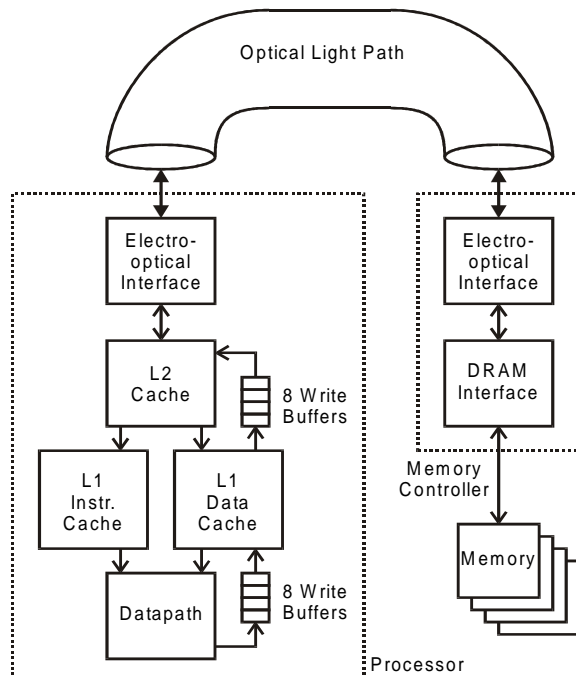 Optical Light Path
Electro-
optical
Interface
Electro-
optical
Interface
L2
Cache
8 Write
Buffers
DRAM
Interface
L1
Instr.
Cache
L1
Data
Cache
Memory
Controller
Datapath
8 Write
Buffers
Memory
Processor